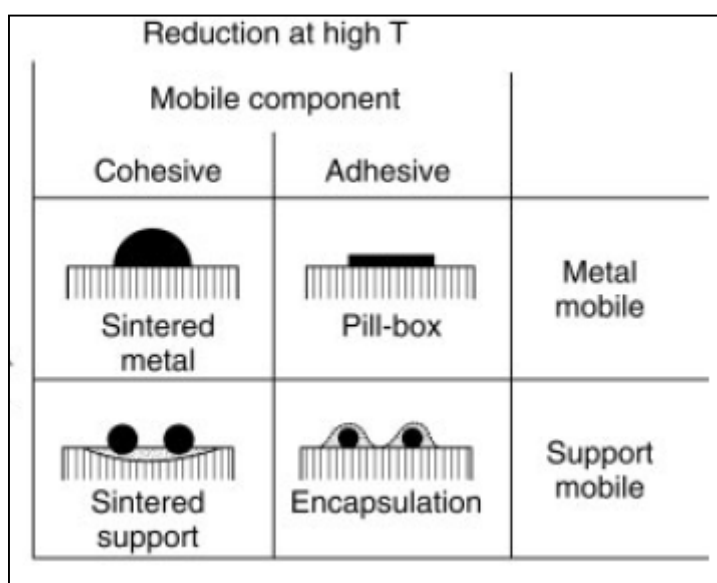 Reduction at high T
Mobile component
Cohesive
Adhesive
Sintered
metal
Pill-box
Metal
mobile
Sintered
support
Encapsulation
Support
mobile